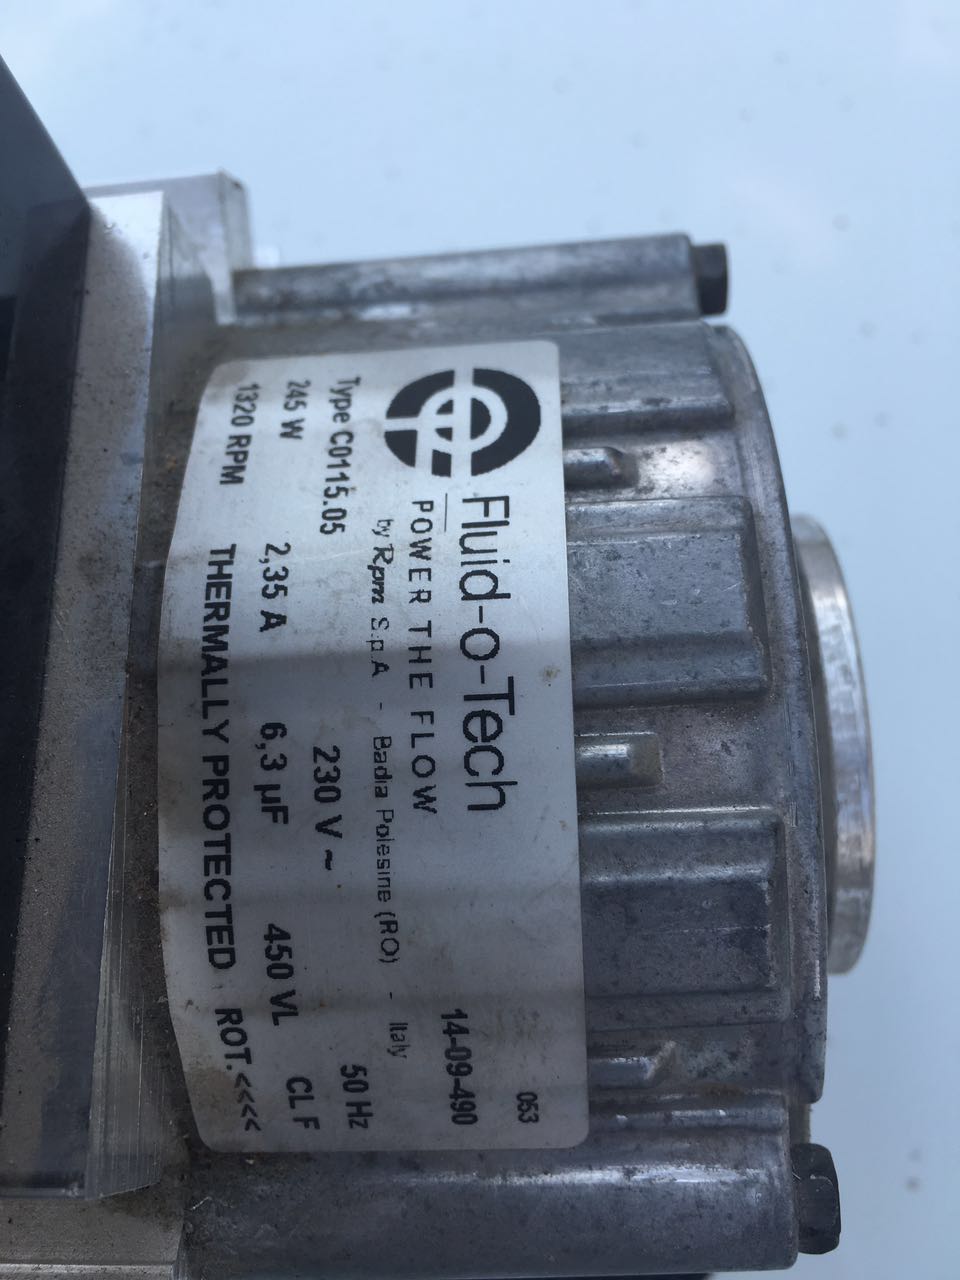 053
Fluid-o-Tech
POWER THE FLOW 14-09-490
by Rpm S.p.A - Badia Polesine (RO) - Italy
Type C0115.05 230 V ~ 50 Hz
245 W 2,35 A 6,3 µF 450 VL CL F
1320 RPM THERMALLY PROTECTED ROT.<<<<